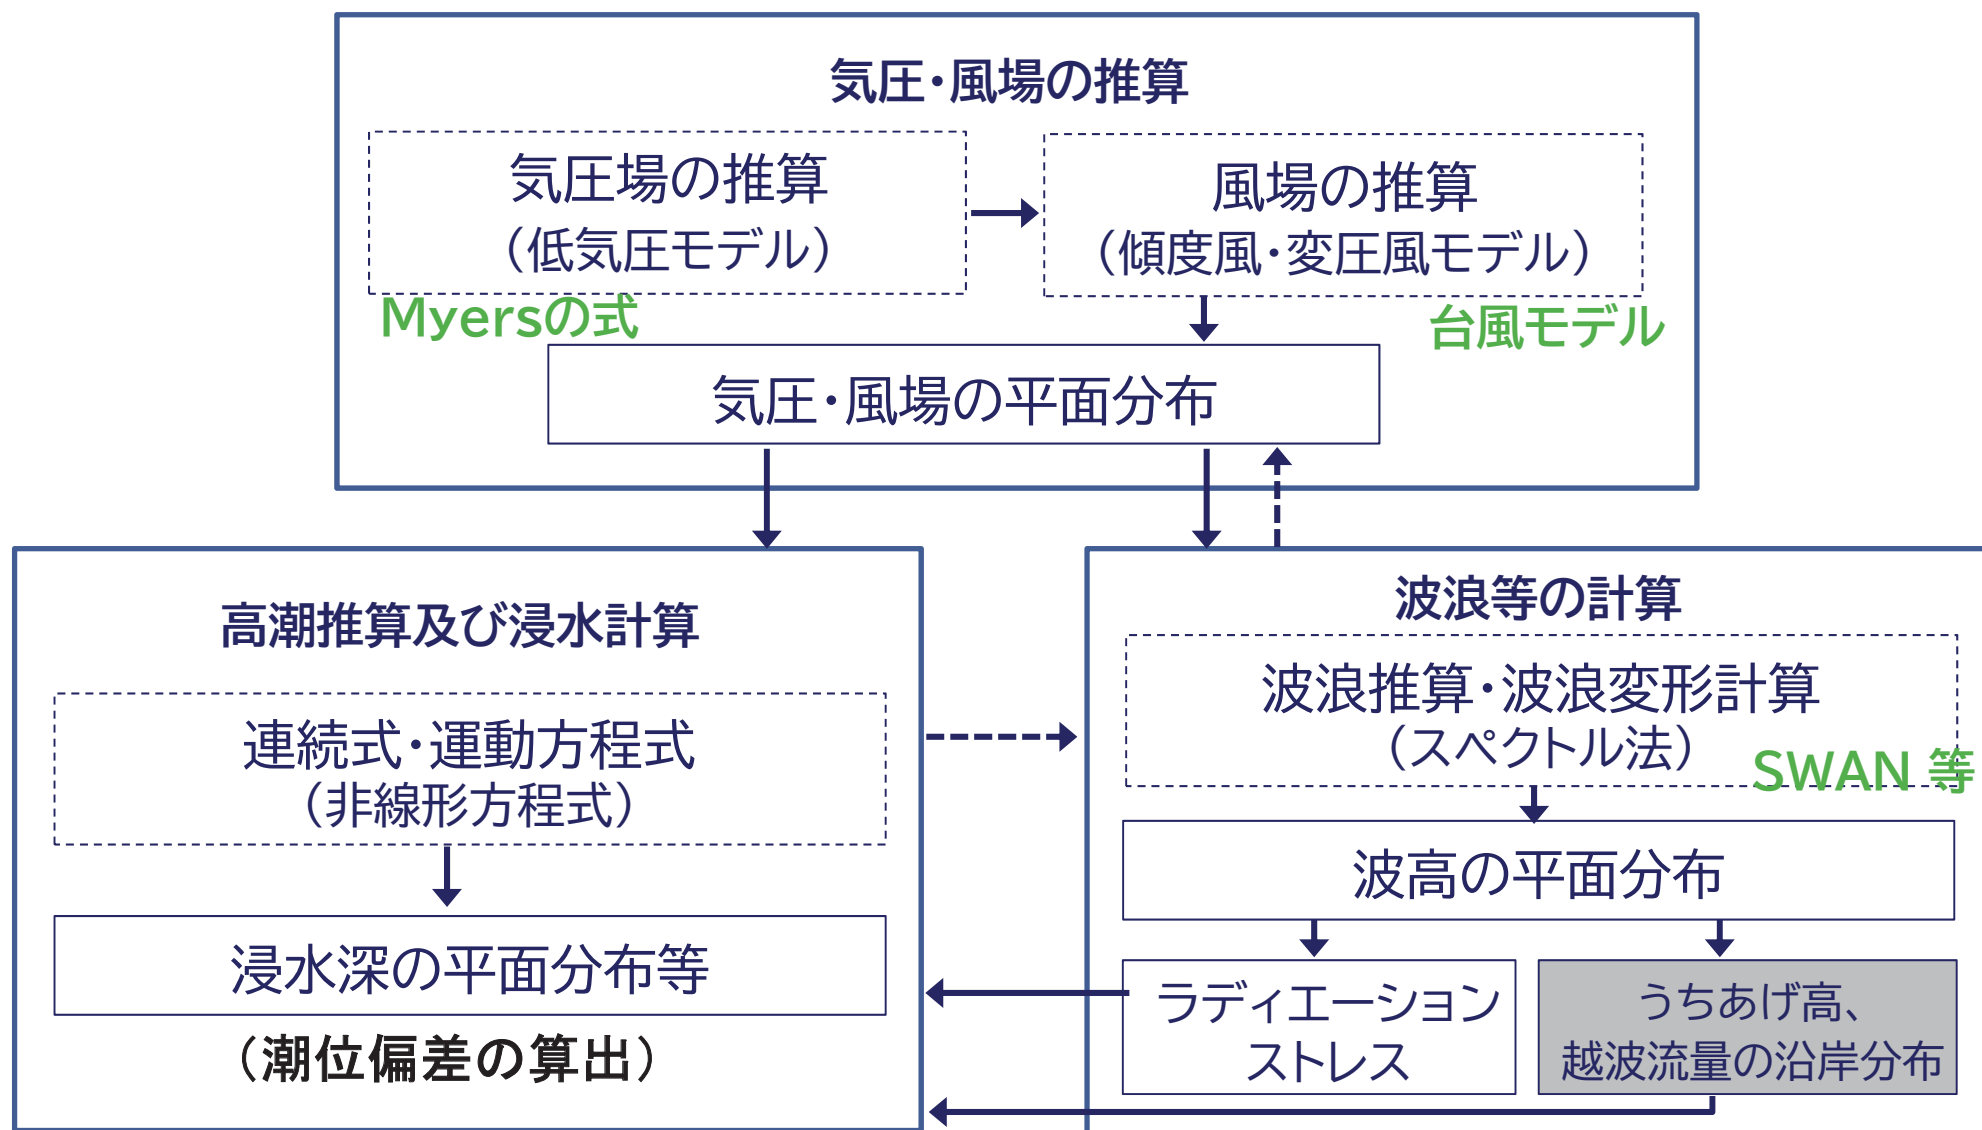 気圧・風場の推算
気圧場の推算
（低気圧モデル）
Myersの式
風場の推算
（傾度風・変圧風モデル）
台風モデル
気圧・風場の平面分布
高潮推算及び浸水計算
連続式・運動方程式
（非線形方程式）
浸水深の平面分布等
（潮位偏差の算出）
波浪等の計算
波浪推算・波浪変形計算
（スペクトル法）
SWAN 等
波高の平面分布
ラディエーション
ストレス
うちあげ高、
越波流量の沿岸分布